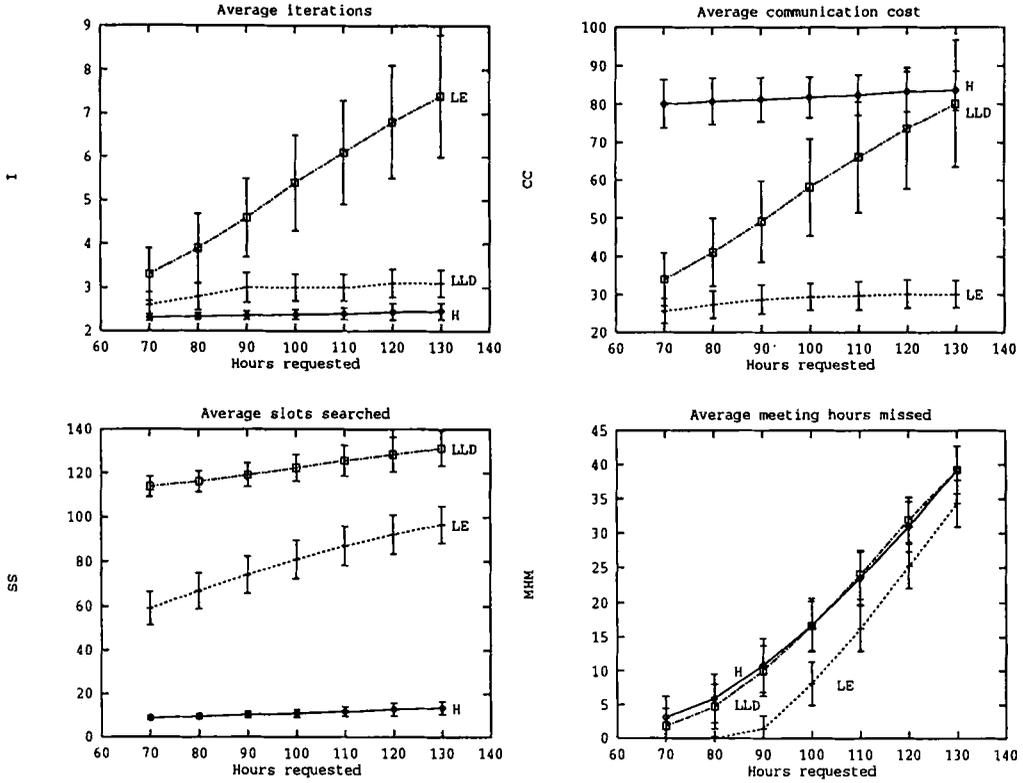 Average iterations
9
8
7
6
5
4
3
2
I
LE
LLD
H
60 70 80 90 100 110 120 130 140
Hours requested
Average communication cost
100
90
80
70
60
50
40
30
20
CC
H
LLD
LE
60 70 80 90 100 110 120 130 140
Hours requested
Average slots searched
140
120
100
80
60
40
20
0
SS
LLD
LE
H
60 70 80 90 100 110 120 130 140
Hours requested
Average meeting hours missed
45
40
35
30
25
20
15
10
5
0
MHM
H
LLD
LE
60 70 80 90 100 110 120 130 140
Hours requested